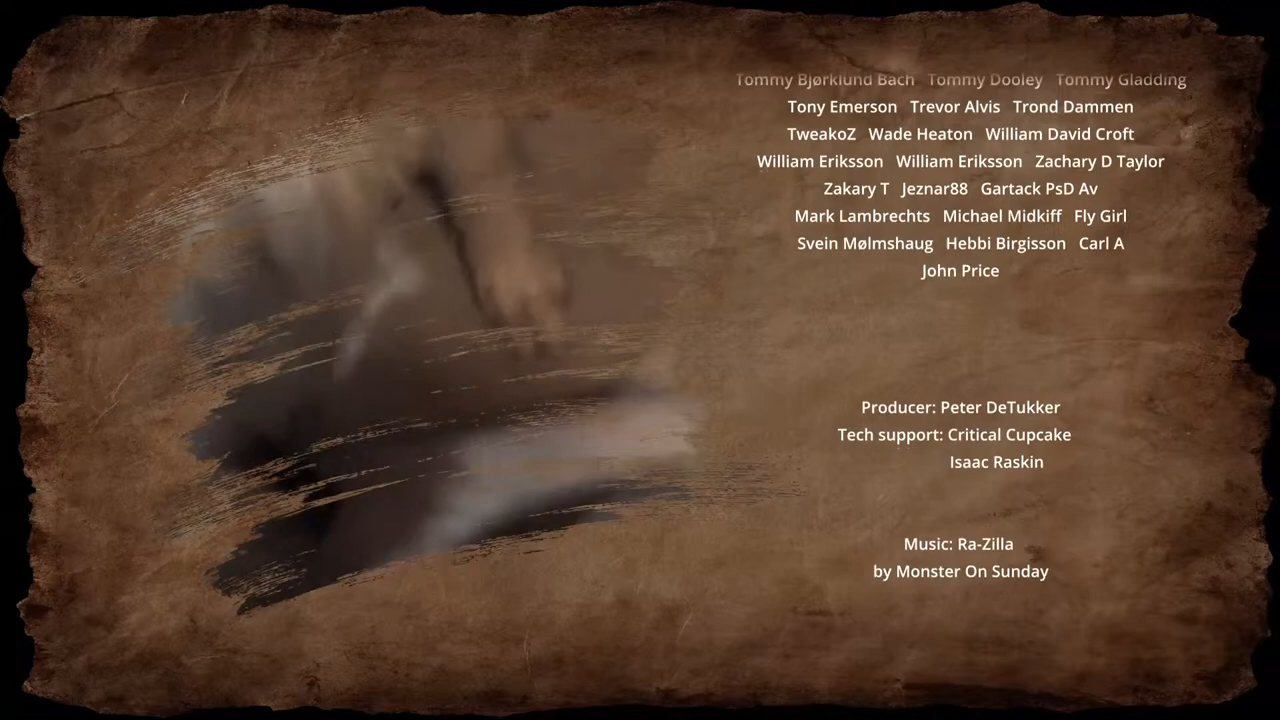 Tommy Bjørklund Bach Tommy Dooley Tommy Gladding
Tony Emerson Trevor Alvis Trond Dammen
TweakoZ Wade Heaton William David Croft
William Eriksson William Eriksson Zachary D Taylor
Zakary T Jeznar88 Gartack PsD Av
Mark Lambrechts Michael Midkiff Fly Girl
Svein Mølmshaug Hebbi Birgisson Carl A
John Price
Producer: Peter DeTukker
Tech support: Critical Cupcake
Isaac Raskin
Music: Ra-Zilla
by Monster On Sunday